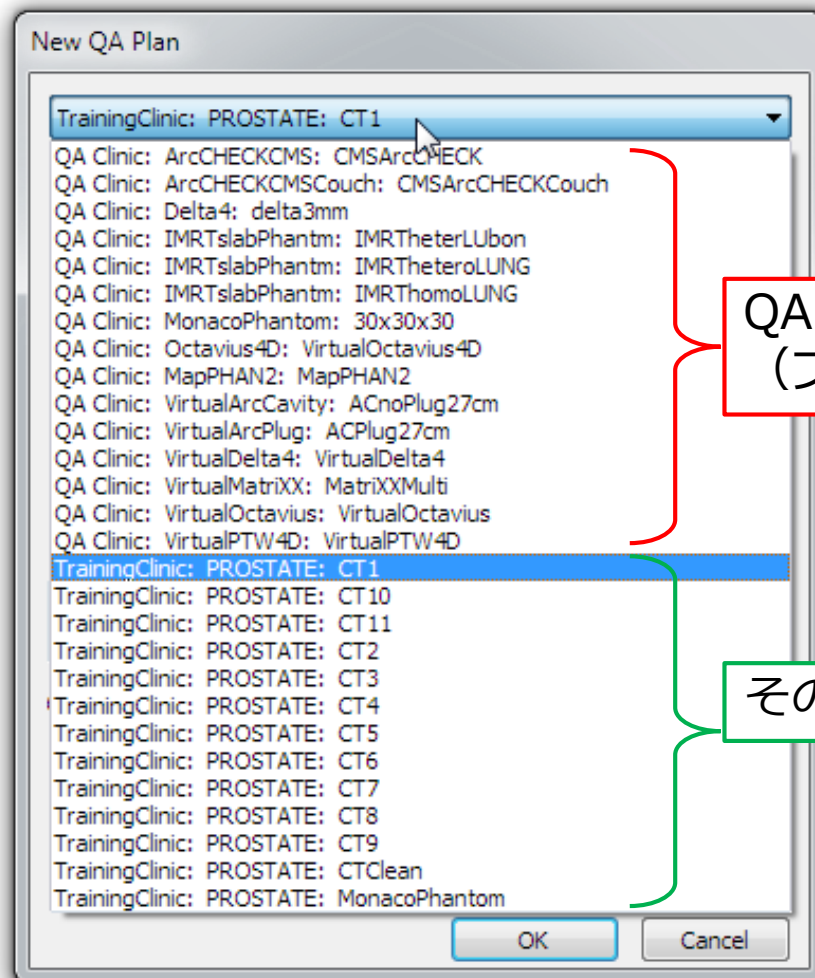 New QA Plan
TrainingClinic: PROSTATE: CT1
QA Clinic: ArcCHECKCMS: CMSArcCHECK
QA Clinic: ArcCHECKCMSCouch: CMSArcCHECKCouch
QA Clinic: Delta4: delta3mm
QA Clinic: IMRTslabPhantm: IMRTheterLUbon
QA Clinic: IMRTslabPhantm: IMRTheteroLUNG
QA Clinic: IMRTslabPhantm: IMRThomoLUNG
QA Clinic: MonacoPhantom: 30x30x30
QA Clinic: Octavius4D: VirtualOctavius4D
QA Clinic: MapPHAN2: MapPHAN2
QA Clinic: VirtualArcCavity: ACnoPlug27cm
QA Clinic: VirtualArcPlug: ACPlug27cm
QA Clinic: VirtualDelta4: VirtualDelta4
QA Clinic: VirtualMatriXX: MatriXXMulti
QA Clinic: VirtualOctavius: VirtualOctavius
QA Clinic: VirtualPTW4D: VirtualPTW4D
TrainingClinic: PROSTATE: CT1
TrainingClinic: PROSTATE: CT10
TrainingClinic: PROSTATE: CT11
TrainingClinic: PROSTATE: CT2
TrainingClinic: PROSTATE: CT3
TrainingClinic: PROSTATE: CT4
TrainingClinic: PROSTATE: CT5
TrainingClinic: PROSTATE: CT6
TrainingClinic: PROSTATE: CT7
TrainingClinic: PROSTATE: CT8
TrainingClinic: PROSTATE: CT9
TrainingClinic: PROSTATE: CTClean
TrainingClinic: PROSTATE: MonacoPhantom
QA
OK
Cancel